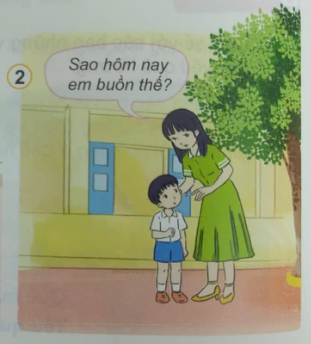 2
Sao hôm nay
em buồn thế?